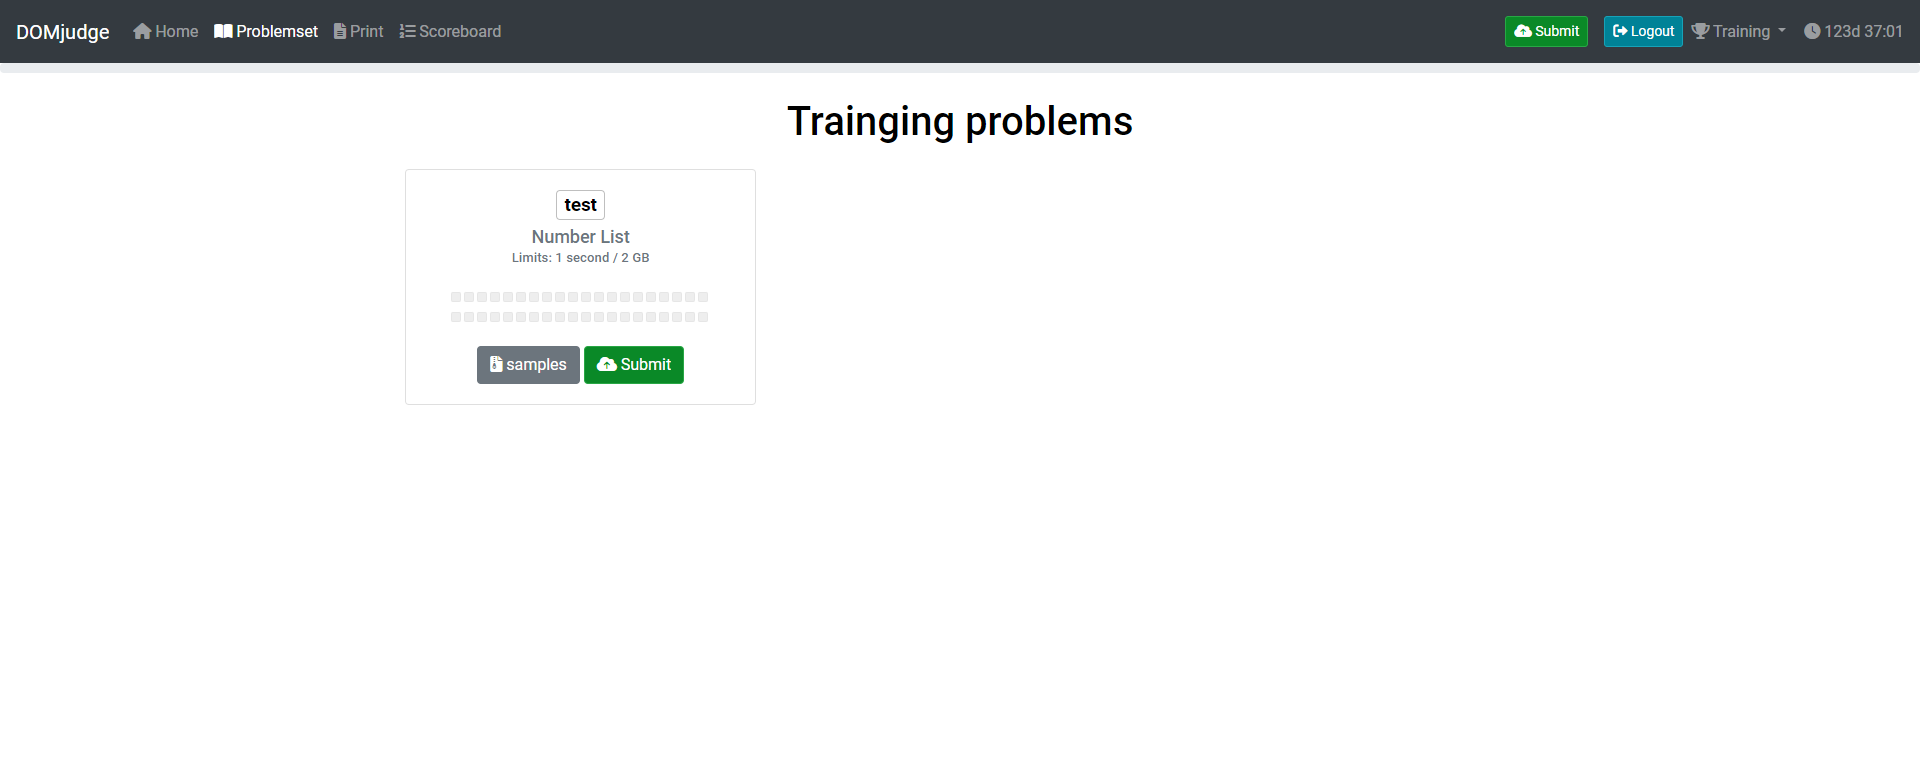 DOMjudge Home Problemset Print Scoreboard Submit Logout Training 123d 37:01
Trainging problems
test
Number List
Limits: 1 second / 2 GB
samples Submit